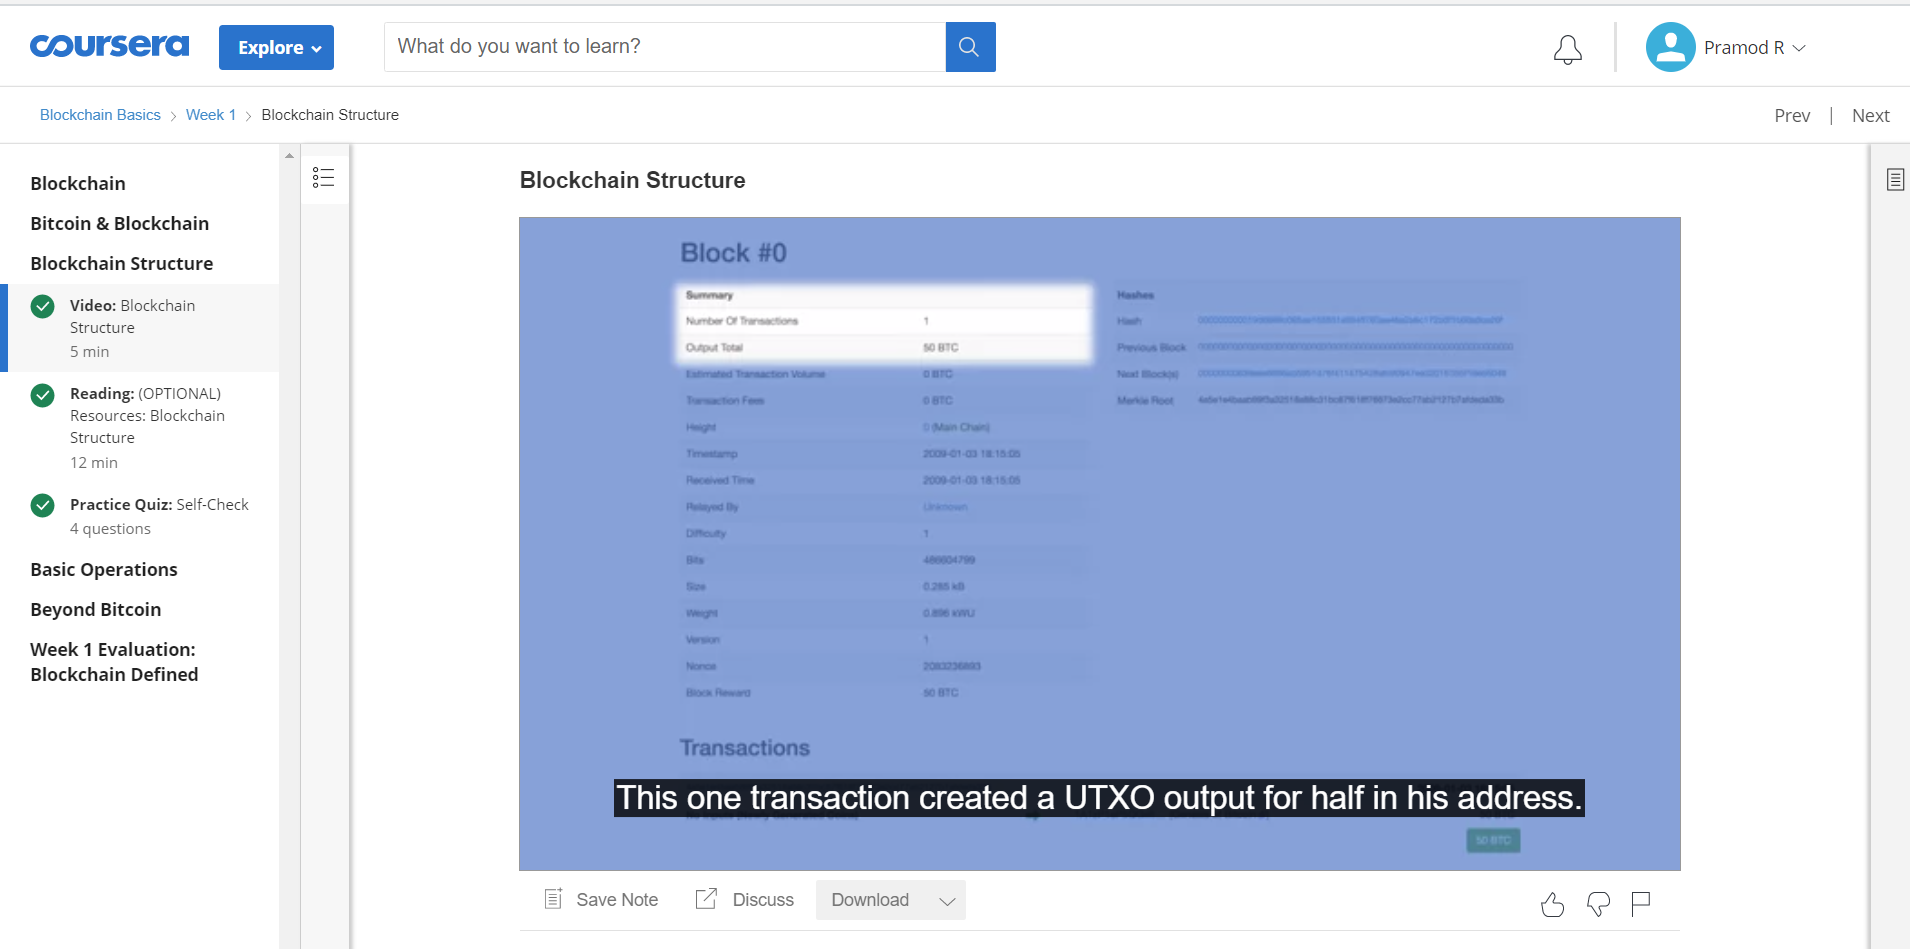 coursera
Explore
What do you want to learn?
Pramod R
Blockchain Basics
Week 1
Blockchain Structure
Prev
Next
Blockchain
Bitcoin & Blockchain
Blockchain Structure
Video: Blockchain
Structure
5 min
Reading: (OPTIONAL)
Resources: Blockchain
Structure
12 min
Practice Quiz: Self-Check
4 questions
Basic Operations
Beyond Bitcoin
Week 1 Evaluation:
Blockchain Defined
Blockchain Structure
Block #0
Summary
Number Of Transactions 1
Output Total 50 BTC
Estimated Transaction Volume 0 BTC
Transaction Fees 0 BTC
Height 0 (Main Chain)
Timestamp 2009-01-03 18:15:05
Received Time 2009-01-03 18:15:05
Relayed By Unknown
Difficulty 1
Bits 486604799
Size 0.285 kB
Weight 0.896 kWU
Version 1
Nonce 2083236893
Block Reward 50 BTC
Hashes
Hash
Previous Block
Next Block(s)
Merkle Root
Transactions
This one transaction created a UTXO output for half in his address.
50 BTC
Save Note
Discuss
Download